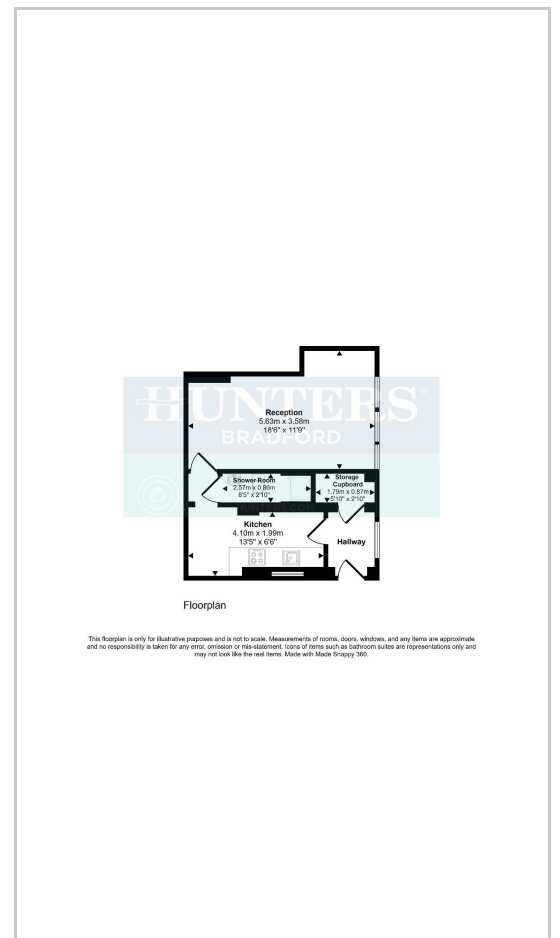 HUNTERS®
BRADFORD
Reception
5.63m x 3.58m
18'6" x 11'9"
Shower Room
2.57m x 0.86m
8'5" x 2'10"
Storage
Cupboard
1.79m x 0.87m
5'10" x 2'10"
Kitchen
4.10m x 1.99m
13'5" x 6'6"
Hallway
Floorplan
This floorplan is only for illustrative purposes and is not to scale. Measurements of rooms, doors, windows, and any items are approximate
and no responsibility is taken for any error, omission or mis-statement. Icons of items such as bathroom suites are representations only and
may not look like the real items. Made with Made Snappy 360.